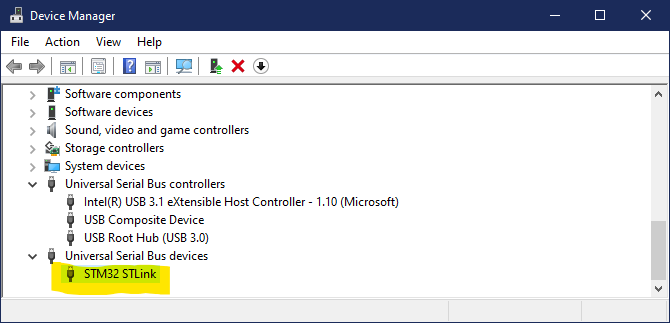 Device Manager
File Action View Help
Software components
Software devices
Sound, video and game controllers
Storage controllers
System devices
Universal Serial Bus controllers
Intel(R) USB 3.1 eXtensible Host Controller - 1.10 (Microsoft)
USB Composite Device
USB Root Hub (USB 3.0)
Universal Serial Bus devices
STM32 STLink